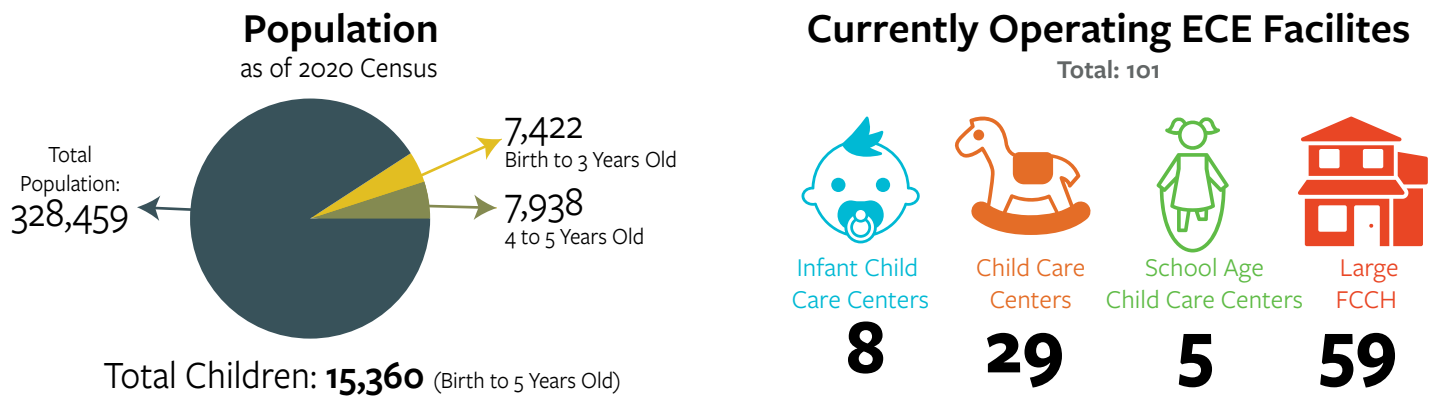 Population
as of 2020 Census
Total
Population:
328,459
7,422
Birth to 3 Years Old
7,938
4 to 5 Years Old
Total Children: 15,360 (Birth to 5 Years Old)
Currently Operating ECE Facilites
Total: 101
Infant Child
Care Centers
8
Child Care
Centers
29
School Age
Child Care Centers
5
Large
FCCH
59